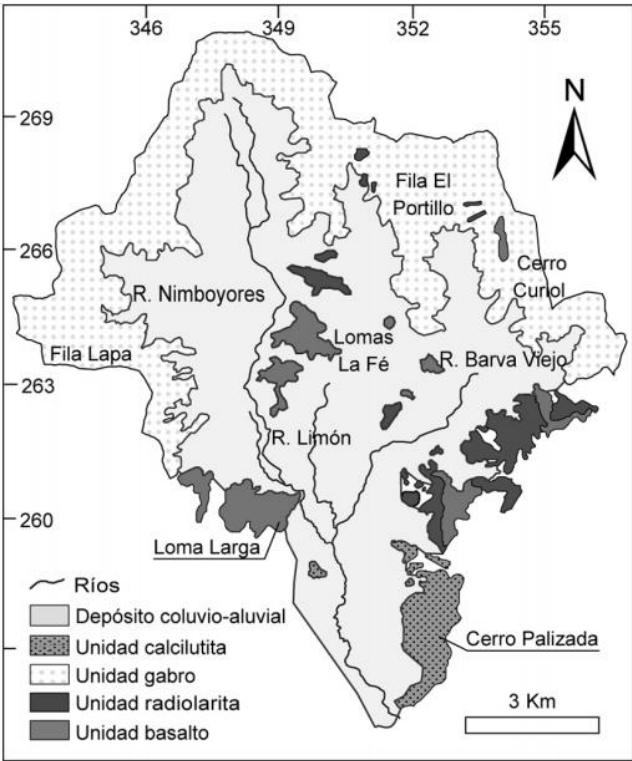 346
349
352
355
269
N
Fila El
Portillo
266
Cerro
Curiol
R. Nimboyores
Lomas
La Fé
R. Barva Viejo
Fila Lapa
263
R. Limón
260
Loma Larga
Ríos
Depósito coluvio-aluvial
Unidad calcilutita
Cerro Palizada
Unidad gabro
Unidad radiolarita
3 Km
Unidad basalto